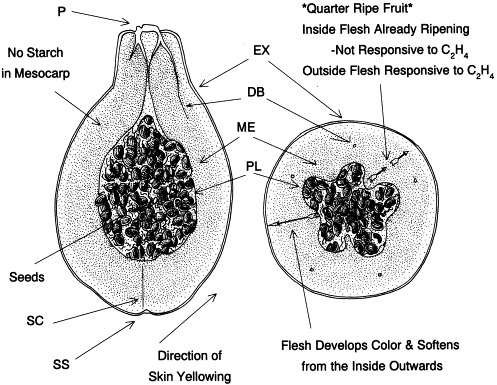 P
*Quarter Ripe Fruit*
Inside Flesh Already Ripening
-Not Responsive to C2H4
Outside Flesh Responsive to C2H4
No Starch
in Mesocarp
EX
DB
ME
PL
Seeds
SC
SS
Direction of
Skin Yellowing
Flesh Develops Color & Softens
from the Inside Outwards